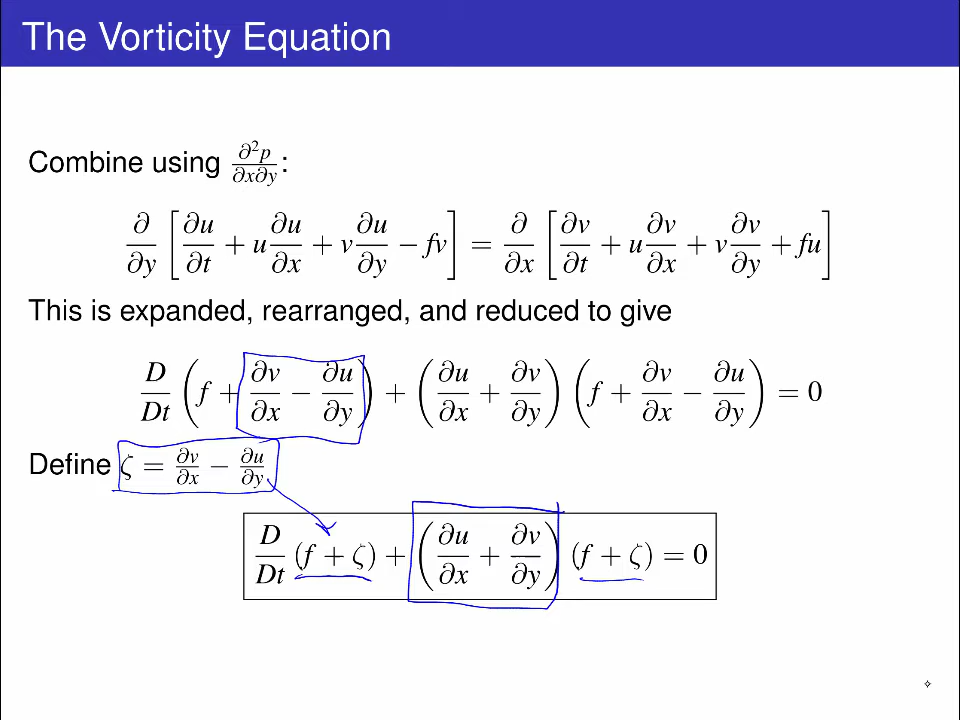 The Vorticity Equation
Combine using ∂²p/∂x∂y:
∂/∂y [∂u/∂t + u ∂u/∂x + v ∂u/∂y − fv] = ∂/∂x [∂v/∂t + u ∂v/∂x + v ∂v/∂y + fu]
This is expanded, rearranged, and reduced to give
D/Dt (f + ∂v/∂x − ∂u/∂y) + (∂u/∂x + ∂v/∂y) (f + ∂v/∂x − ∂u/∂y) = 0
Define ζ = ∂v/∂x − ∂u/∂y
D/Dt (f + ζ) + (∂u/∂x + ∂v/∂y) (f + ζ) = 0